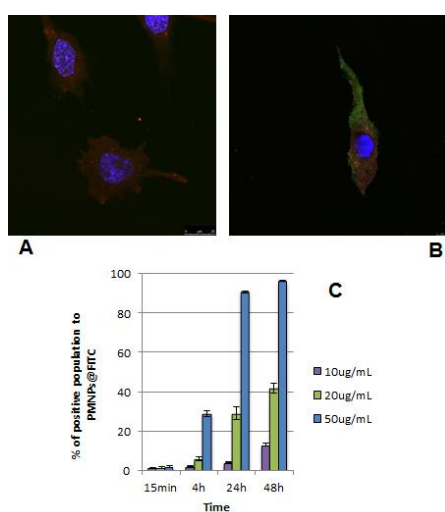 A
B
C
% of positive population to
PMNPs@FITC
100
80
60
40
20
0
15min
4h
24h
48h
Time
10ug/mL
20ug/mL
50ug/mL